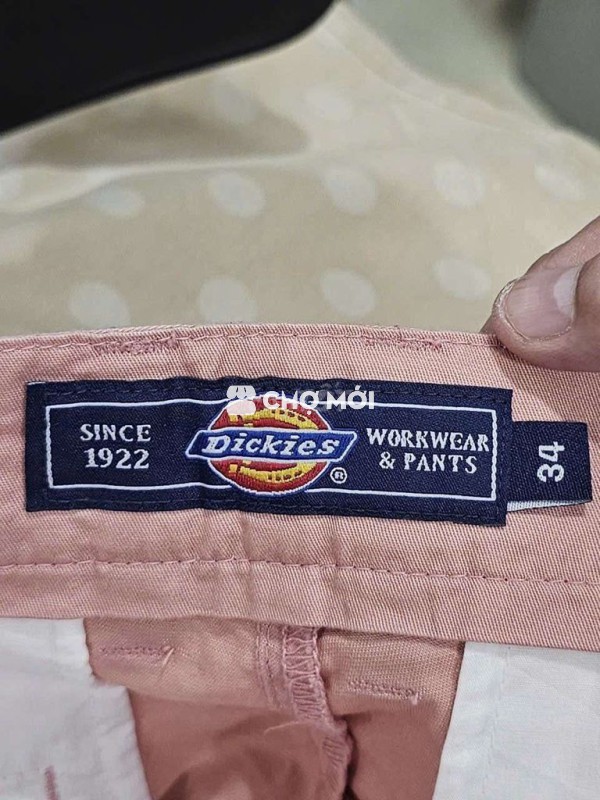 CHỢ MỚI
SINCE
1922
Dickies
®
WORKWEAR
& PANTS
34